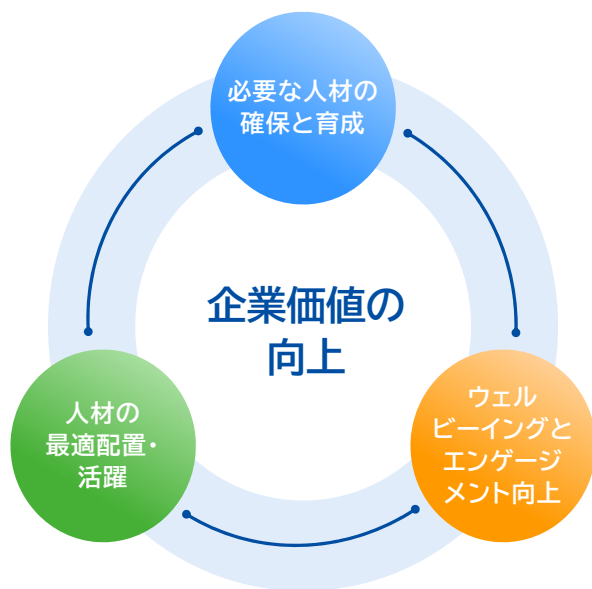 必要な人材の
確保と育成
企業価値の
向上
人材の
最適配置・
活躍
ウェル
ビーイングと
エンゲージ
メント向上